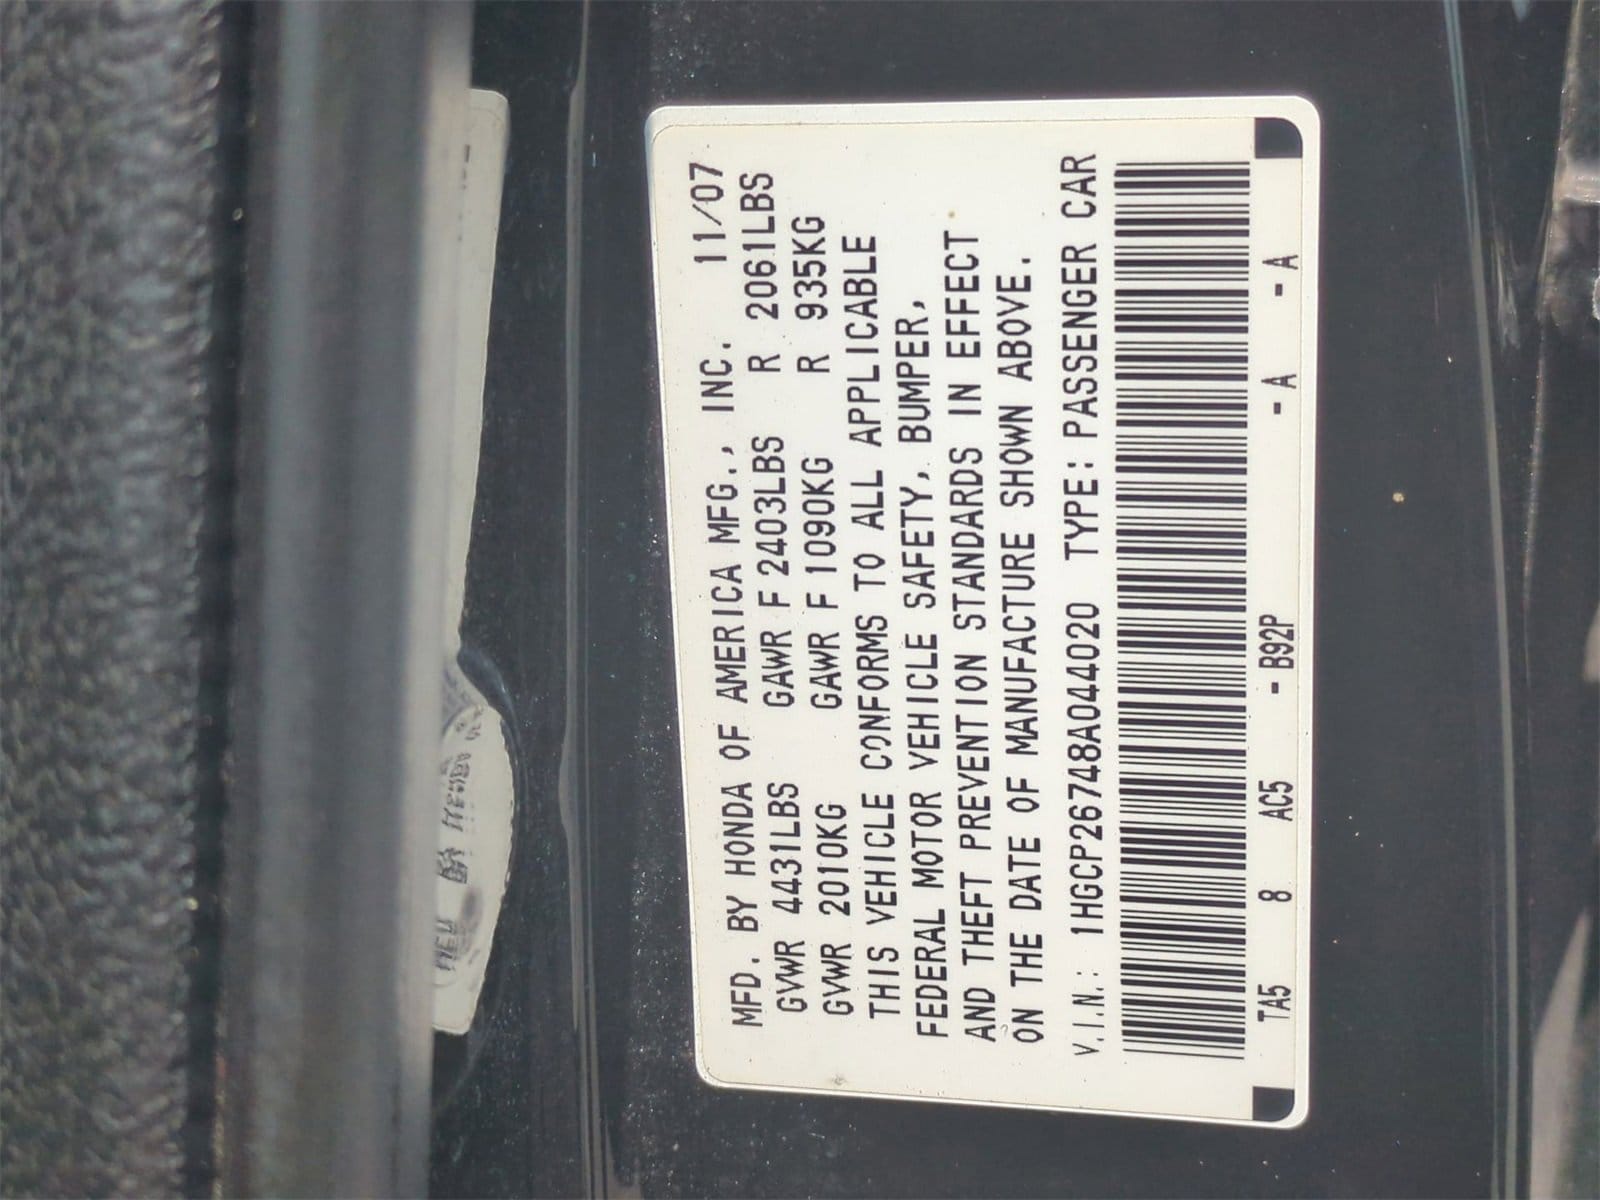 MFD. BY HONDA OF AMERICA MFG., INC. 11/07
GVWR 4431LBS GAWR F 2403LBS R 2061LBS
GVWR 2010KG GAWR F 1090KG R 935KG
THIS VEHICLE CONFORMS TO ALL APPLICABLE
FEDERAL MOTOR VEHICLE SAFETY, BUMPER,
AND THEFT PREVENTION STANDARDS IN EFFECT
ON THE DATE OF MANUFACTURE SHOWN ABOVE.
V.I.N.: 1HGCP26748A044020 TYPE: PASSENGER CAR
TA5 8 AC5 -B92P -A -A